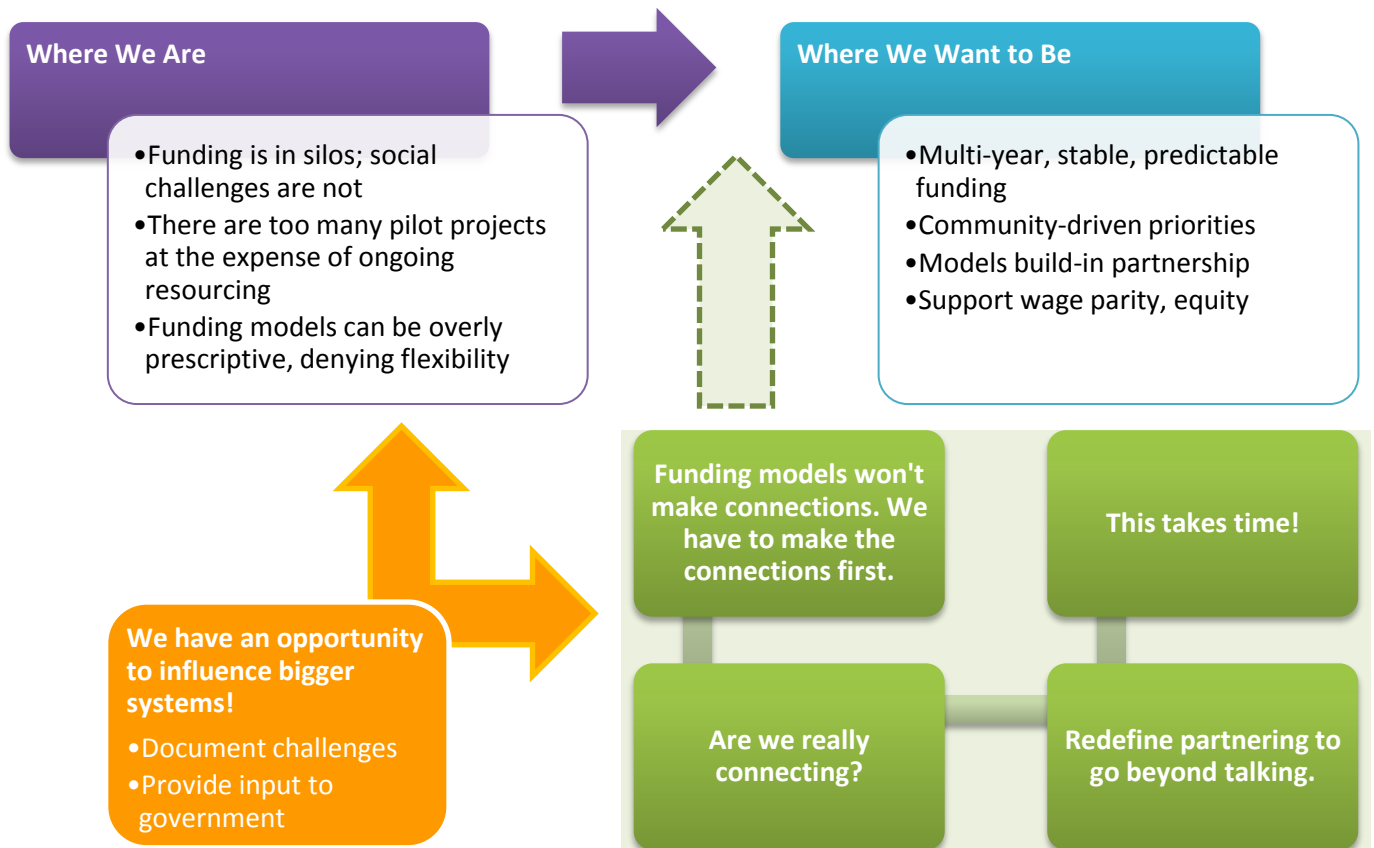 Where We Are
•Funding is in silos; social
challenges are not
•There are too many pilot projects
at the expense of ongoing
resourcing
•Funding models can be overly
prescriptive, denying flexibility
Where We Want to Be
•Multi-year, stable, predictable
funding
•Community-driven priorities
•Models build-in partnership
•Support wage parity, equity
We have an opportunity
to influence bigger
systems!
•Document challenges
•Provide input to
government
Funding models won't
make connections. We
have to make the
connections first.
Are we really
connecting?
Redefine partnering to
go beyond talking.
This takes time!